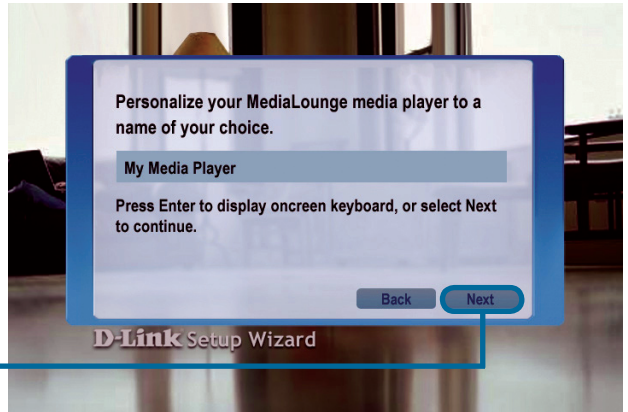 Personalize your MediaLounge media player to a
name of your choice.
My Media Player
Press Enter to display oncreen keyboard, or select Next
to continue.
Back
Next
D-Link Setup Wizard